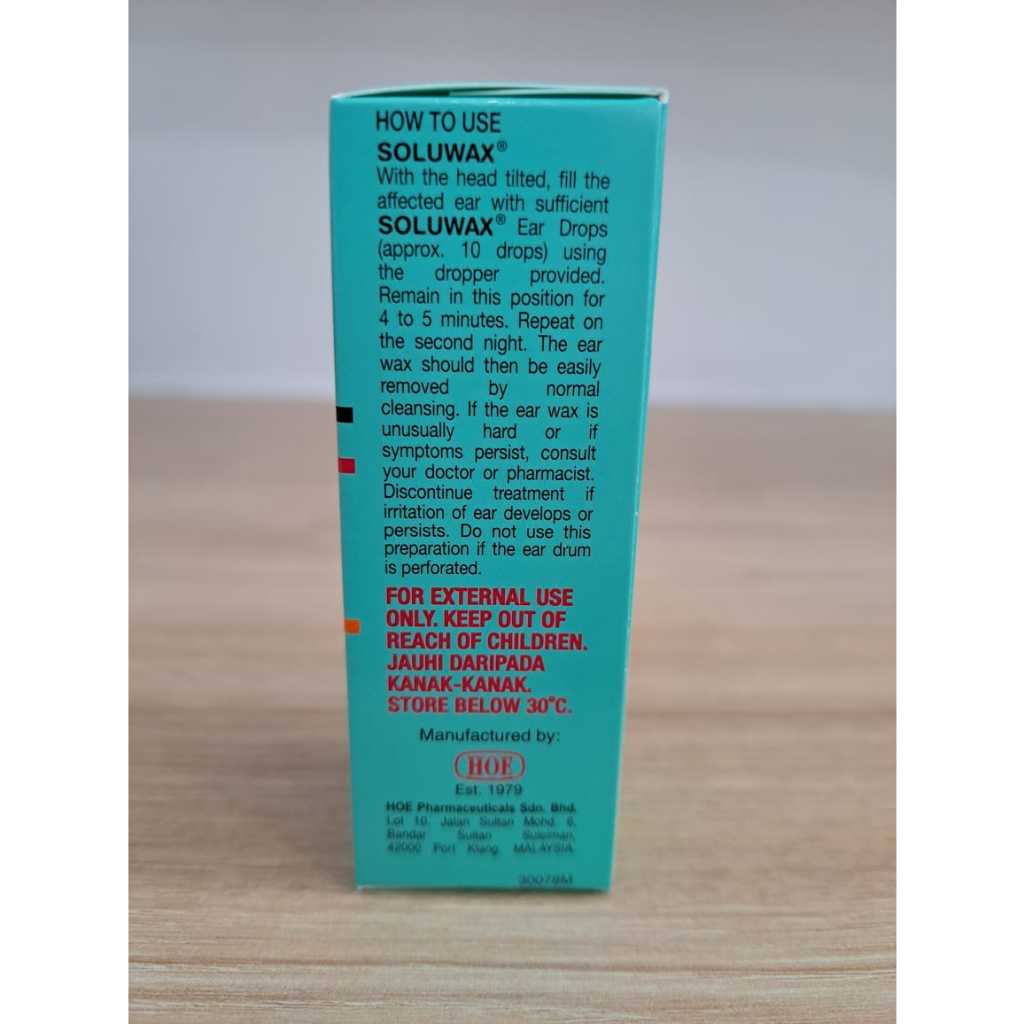 HOW TO USE
SOLUWAX®
With the head tilted, fill the
affected ear with sufficient
SOLUWAX® Ear Drops
(approx. 10 drops) using
the dropper provided.
Remain in this position for
4 to 5 minutes. Repeat on
the second night. The ear
wax should then be easily
removed by normal
cleansing. If the ear wax is
unusually hard or if
symptoms persist, consult
your doctor or pharmacist.
Discontinue treatment if
irritation of ear develops or
persists. Do not use this
preparation if the ear drum
is perforated.
FOR EXTERNAL USE
ONLY. KEEP OUT OF
REACH OF CHILDREN.
JAUHI DARIPADA
KANAK-KANAK.
STORE BELOW 30°C.
Manufactured by:
HOE
Est. 1979
HOE Pharmaceuticals Sdn. Bhd.
Lot 10, Jalan Sultan Mohd. 6,
Bandar Sultan Suleiman,
42000 Port Klang, MALAYSIA.
30078M